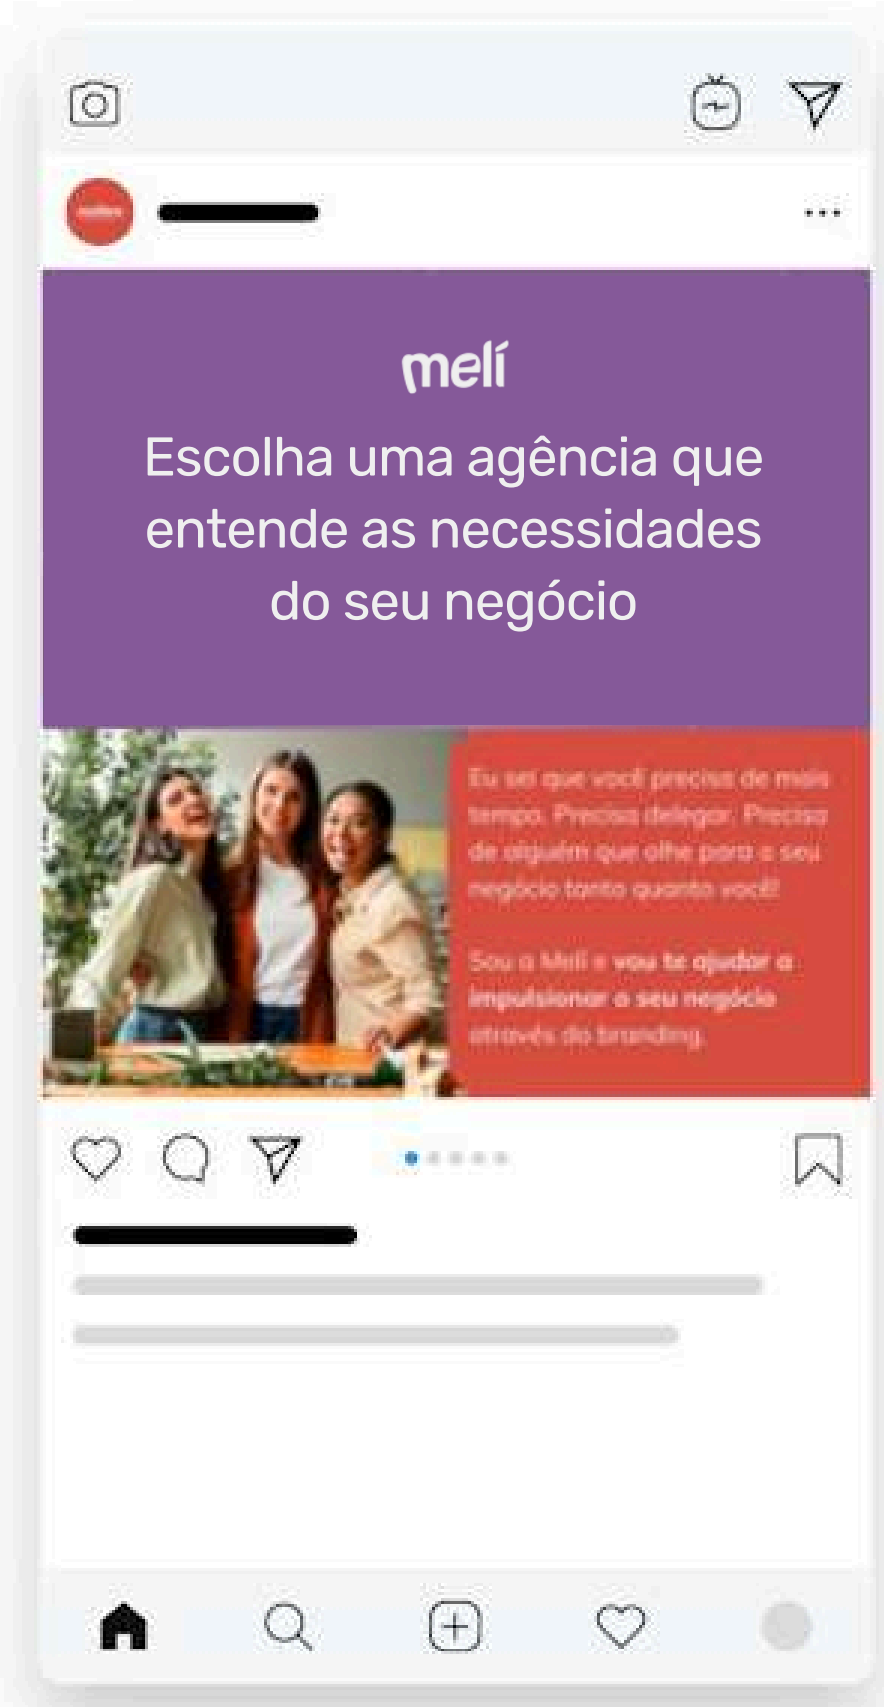 melí
Escolha uma agência que
entende as necessidades
do seu negócio
Eu sei que você precisa de mais
tempo. Precisa delegar. Precisa
de alguém que olhe para o seu
negócio tanto quanto você!
Sou a Melí e vou te ajudar a
impulsionar o seu negócio
através do branding.